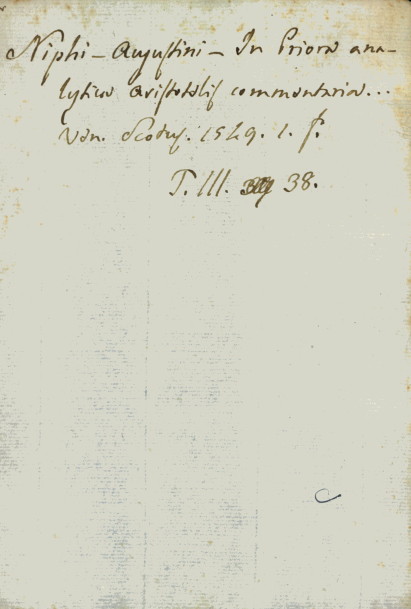 Niphi - Augustini - In Priora ana-
lytica Aristotelis commentaria...
Ven. Scotus. 1549. 1. f.
T. III. 38.